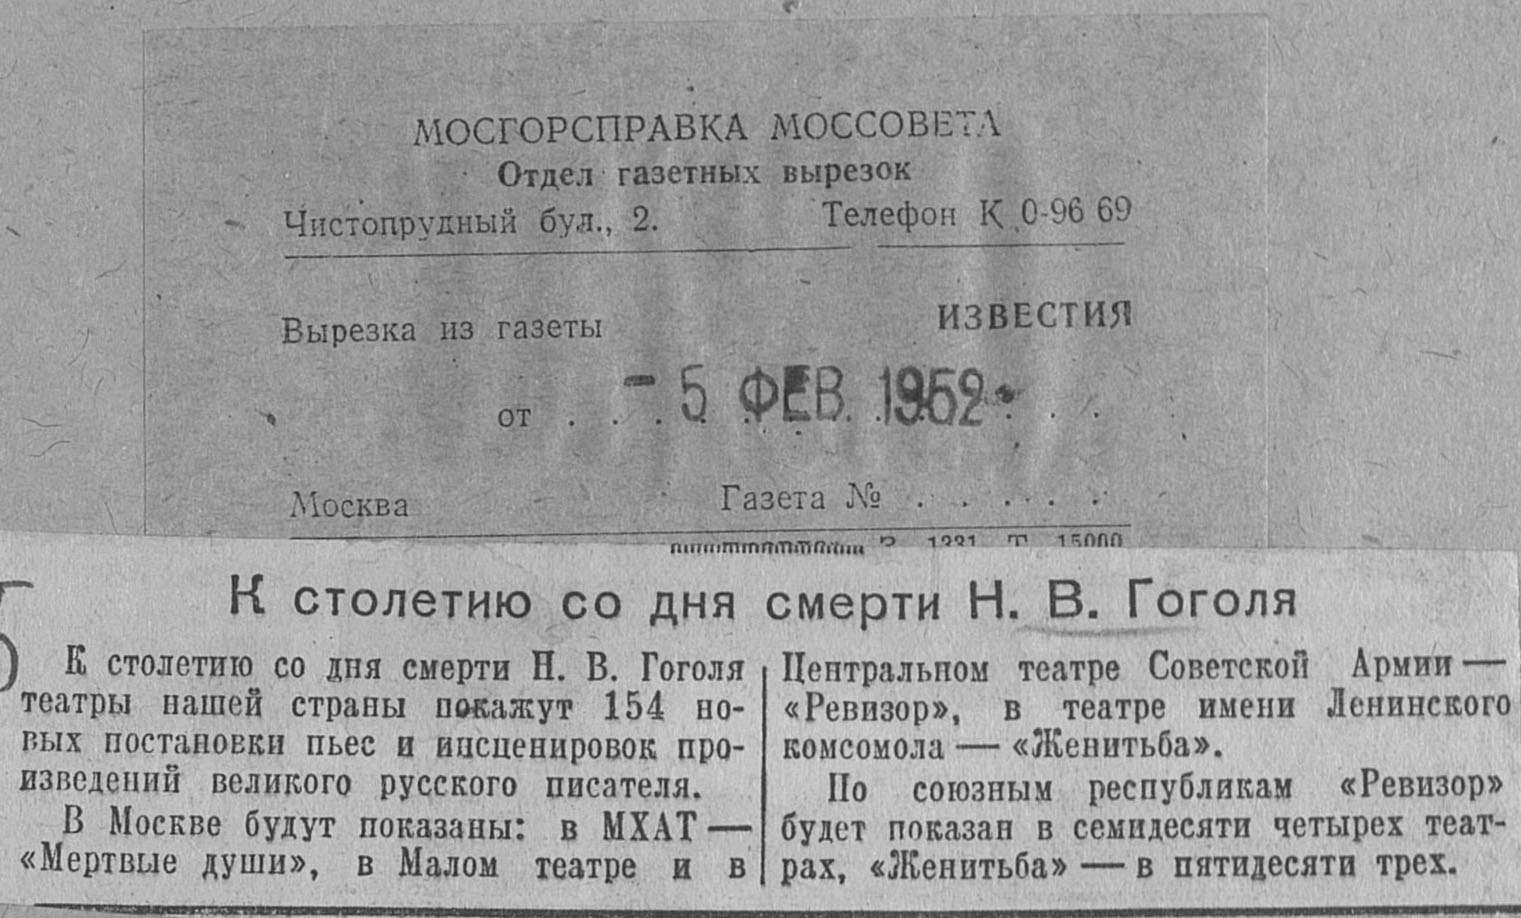 МОСГОРСПРАВКА МОССОВЕТА
Отдел газетных вырезок
Чистопрудный бул., 2. Телефон К 0-96 69
Вырезка из газеты ИЗВЕСТИЯ
от . . - 5 ФЕВ. 1952 . .
Москва Газета № . . . . .
З. 1331 Т. 15000
К столетию со дня смерти Н. В. Гоголя
К столетию со дня смерти Н. В. Гоголя
театры нашей страны покажут 154 но-
вых постановки пьес и инсценировок про-
изведений великого русского писателя.
В Москве будут показаны: в МХАТ —
«Мертвые души», в Малом театре и в
Центральном театре Советской Армии —
«Ревизор», в театре имени Ленинского
комсомола — «Женитьба».
По союзным республикам «Ревизор»
будет показан в семидесяти четырех теат-
рах, «Женитьба» — в пятидесяти трех.